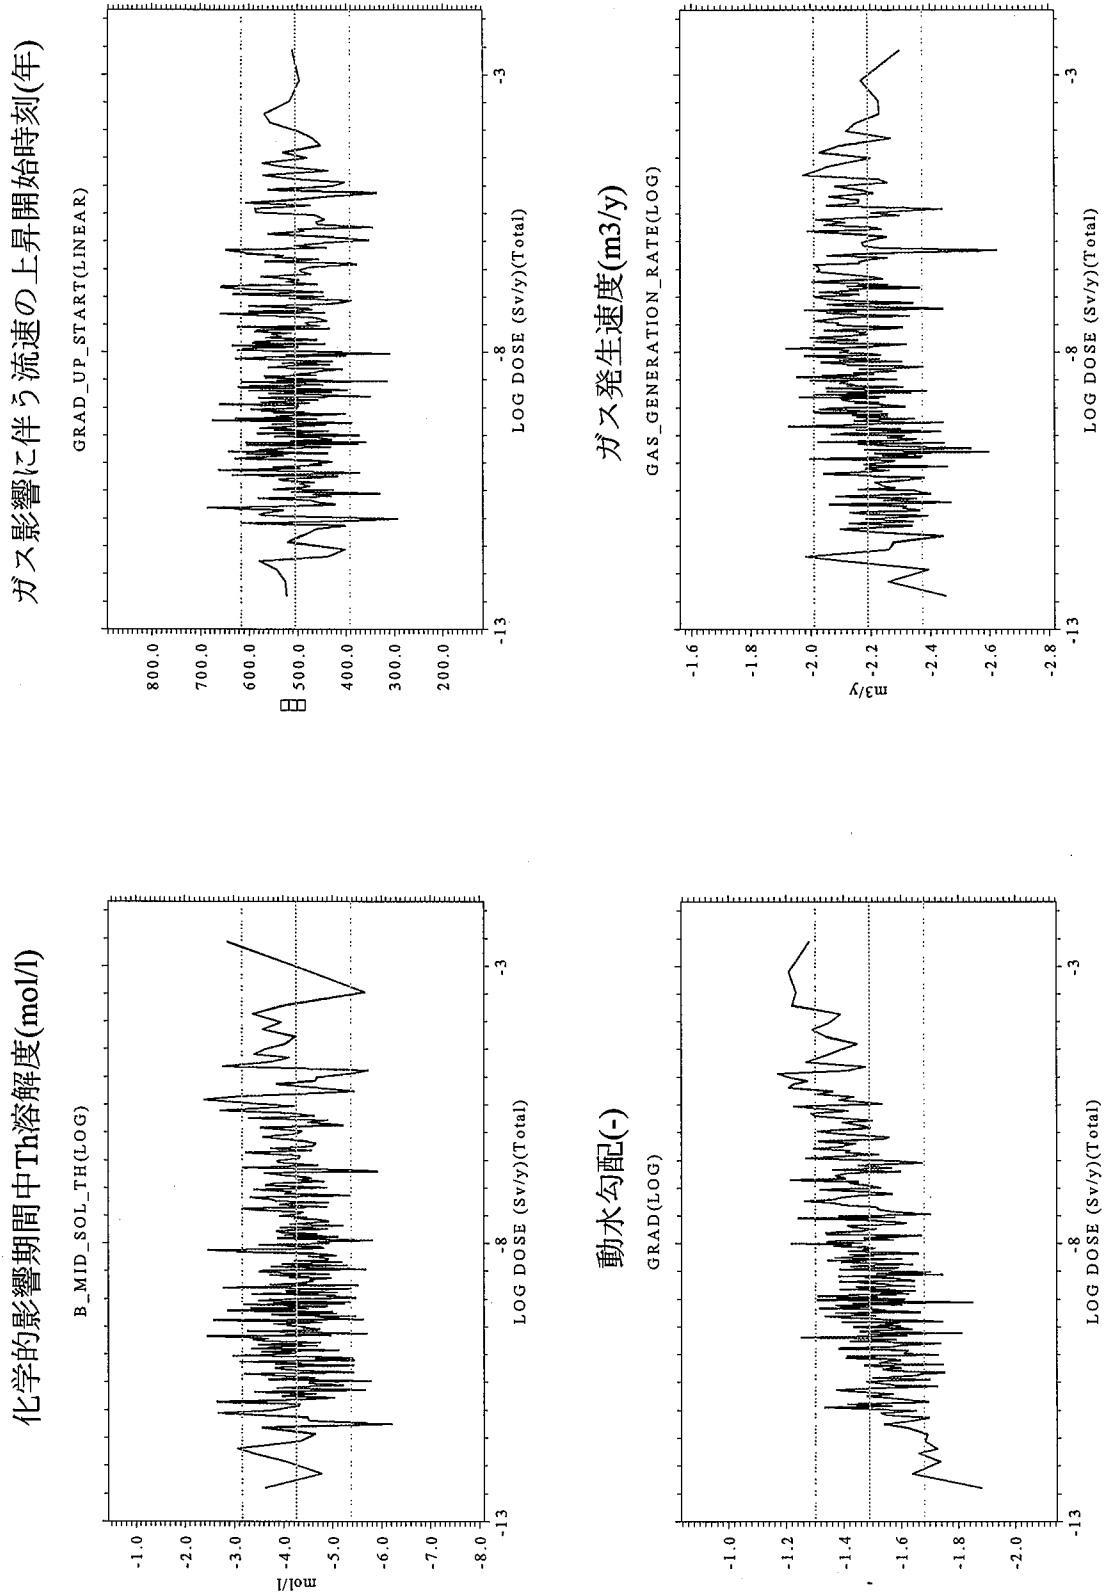 化学的影響期間中Th溶解度(mol/l)
B_MID_SOL_TH(LOG)
-1.0
-2.0
-3.0
-4.0
-5.0
-6.0
-7.0
-8.0
mol/l
-13
-8
-3
LOG DOSE (Sv/y)(Total)
ガス影響に伴う流速の上昇開始時刻(年)
GRAD_UP_START(LINEAR)
800.0
700.0
600.0
500.0
400.0
300.0
200.0
-13
-8
-3
LOG DOSE (Sv/y)(Total)
動水勾配(-)
GRAD(LOG)
-1.0
-1.2
-1.4
-1.6
-1.8
-2.0
-
-13
-8
-3
LOG DOSE (Sv/y)(Total)
ガス発生速度(m3/y)
GAS_GENERATION_RATE(LOG)
-1.6
-1.8
-2.0
-2.2
-2.4
-2.6
-2.8
m3/y
-13
-8
-3
LOG DOSE (Sv/y)(Total)